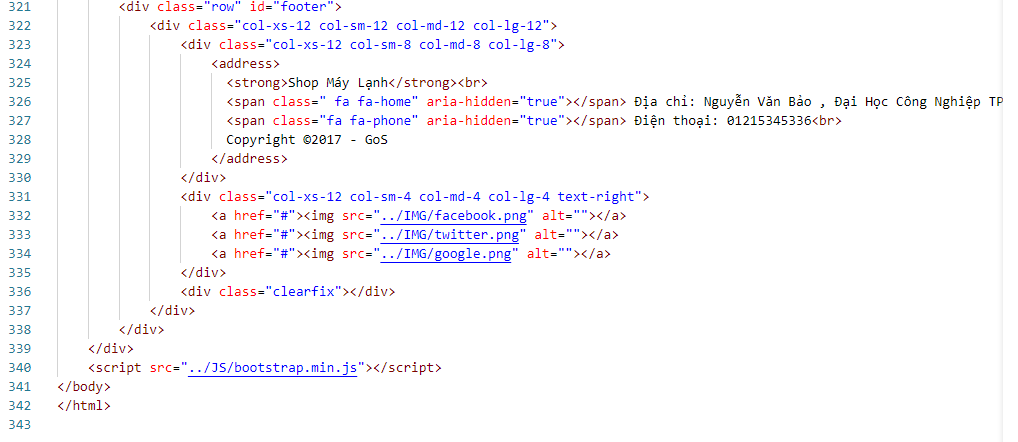 321 <div class="row" id="footer">
322 <div class="col-xs-12 col-sm-12 col-md-12 col-lg-12">
323 <div class="col-xs-12 col-sm-8 col-md-8 col-lg-8">
324 <address>
325 <strong>Shop Máy Lạnh</strong><br>
326 <span class=" fa fa-home" aria-hidden="true"></span> Địa chỉ: Nguyễn Văn Bảo , Đại Học Công Nghiệp TP
327 <span class="fa fa-phone" aria-hidden="true"></span> Điện thoại: 01215345336<br>
328 Copyright ©2017 - GoS
329 </address>
330 </div>
331 <div class="col-xs-12 col-sm-4 col-md-4 col-lg-4 text-right">
332 <a href="#"><img src="../IMG/facebook.png" alt=""></a>
333 <a href="#"><img src="../IMG/twitter.png" alt=""></a>
334 <a href="#"><img src="../IMG/google.png" alt=""></a>
335 </div>
336 <div class="clearfix"></div>
337 </div>
338 </div>
339 </div>
340 <script src="../JS/bootstrap.min.js"></script>
341 </body>
342 </html>
343